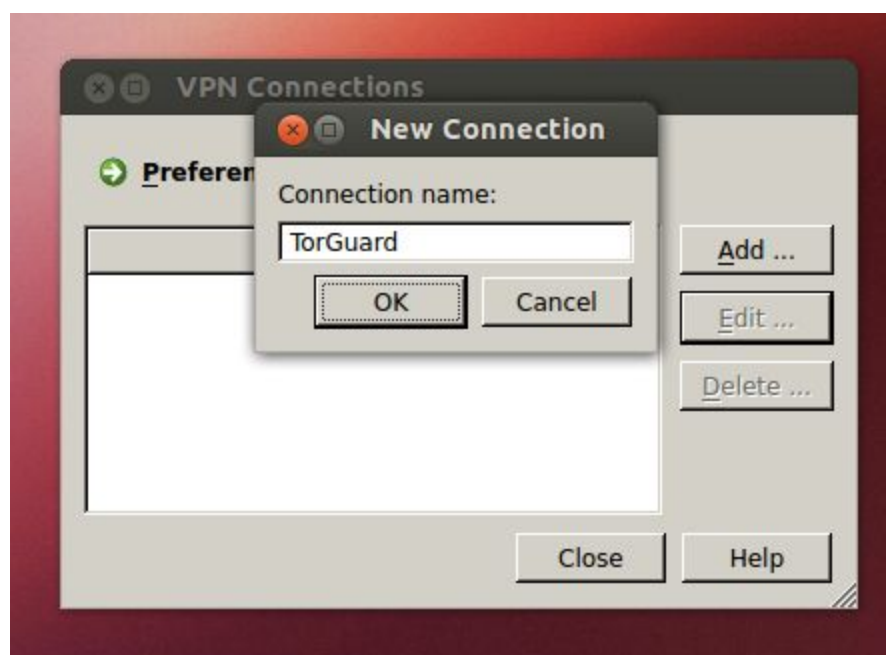 VPN Connections
New Connection
Preferen
Connection name:
TorGuard
OK Cancel
Add ...
Edit ...
Delete ...
Close Help